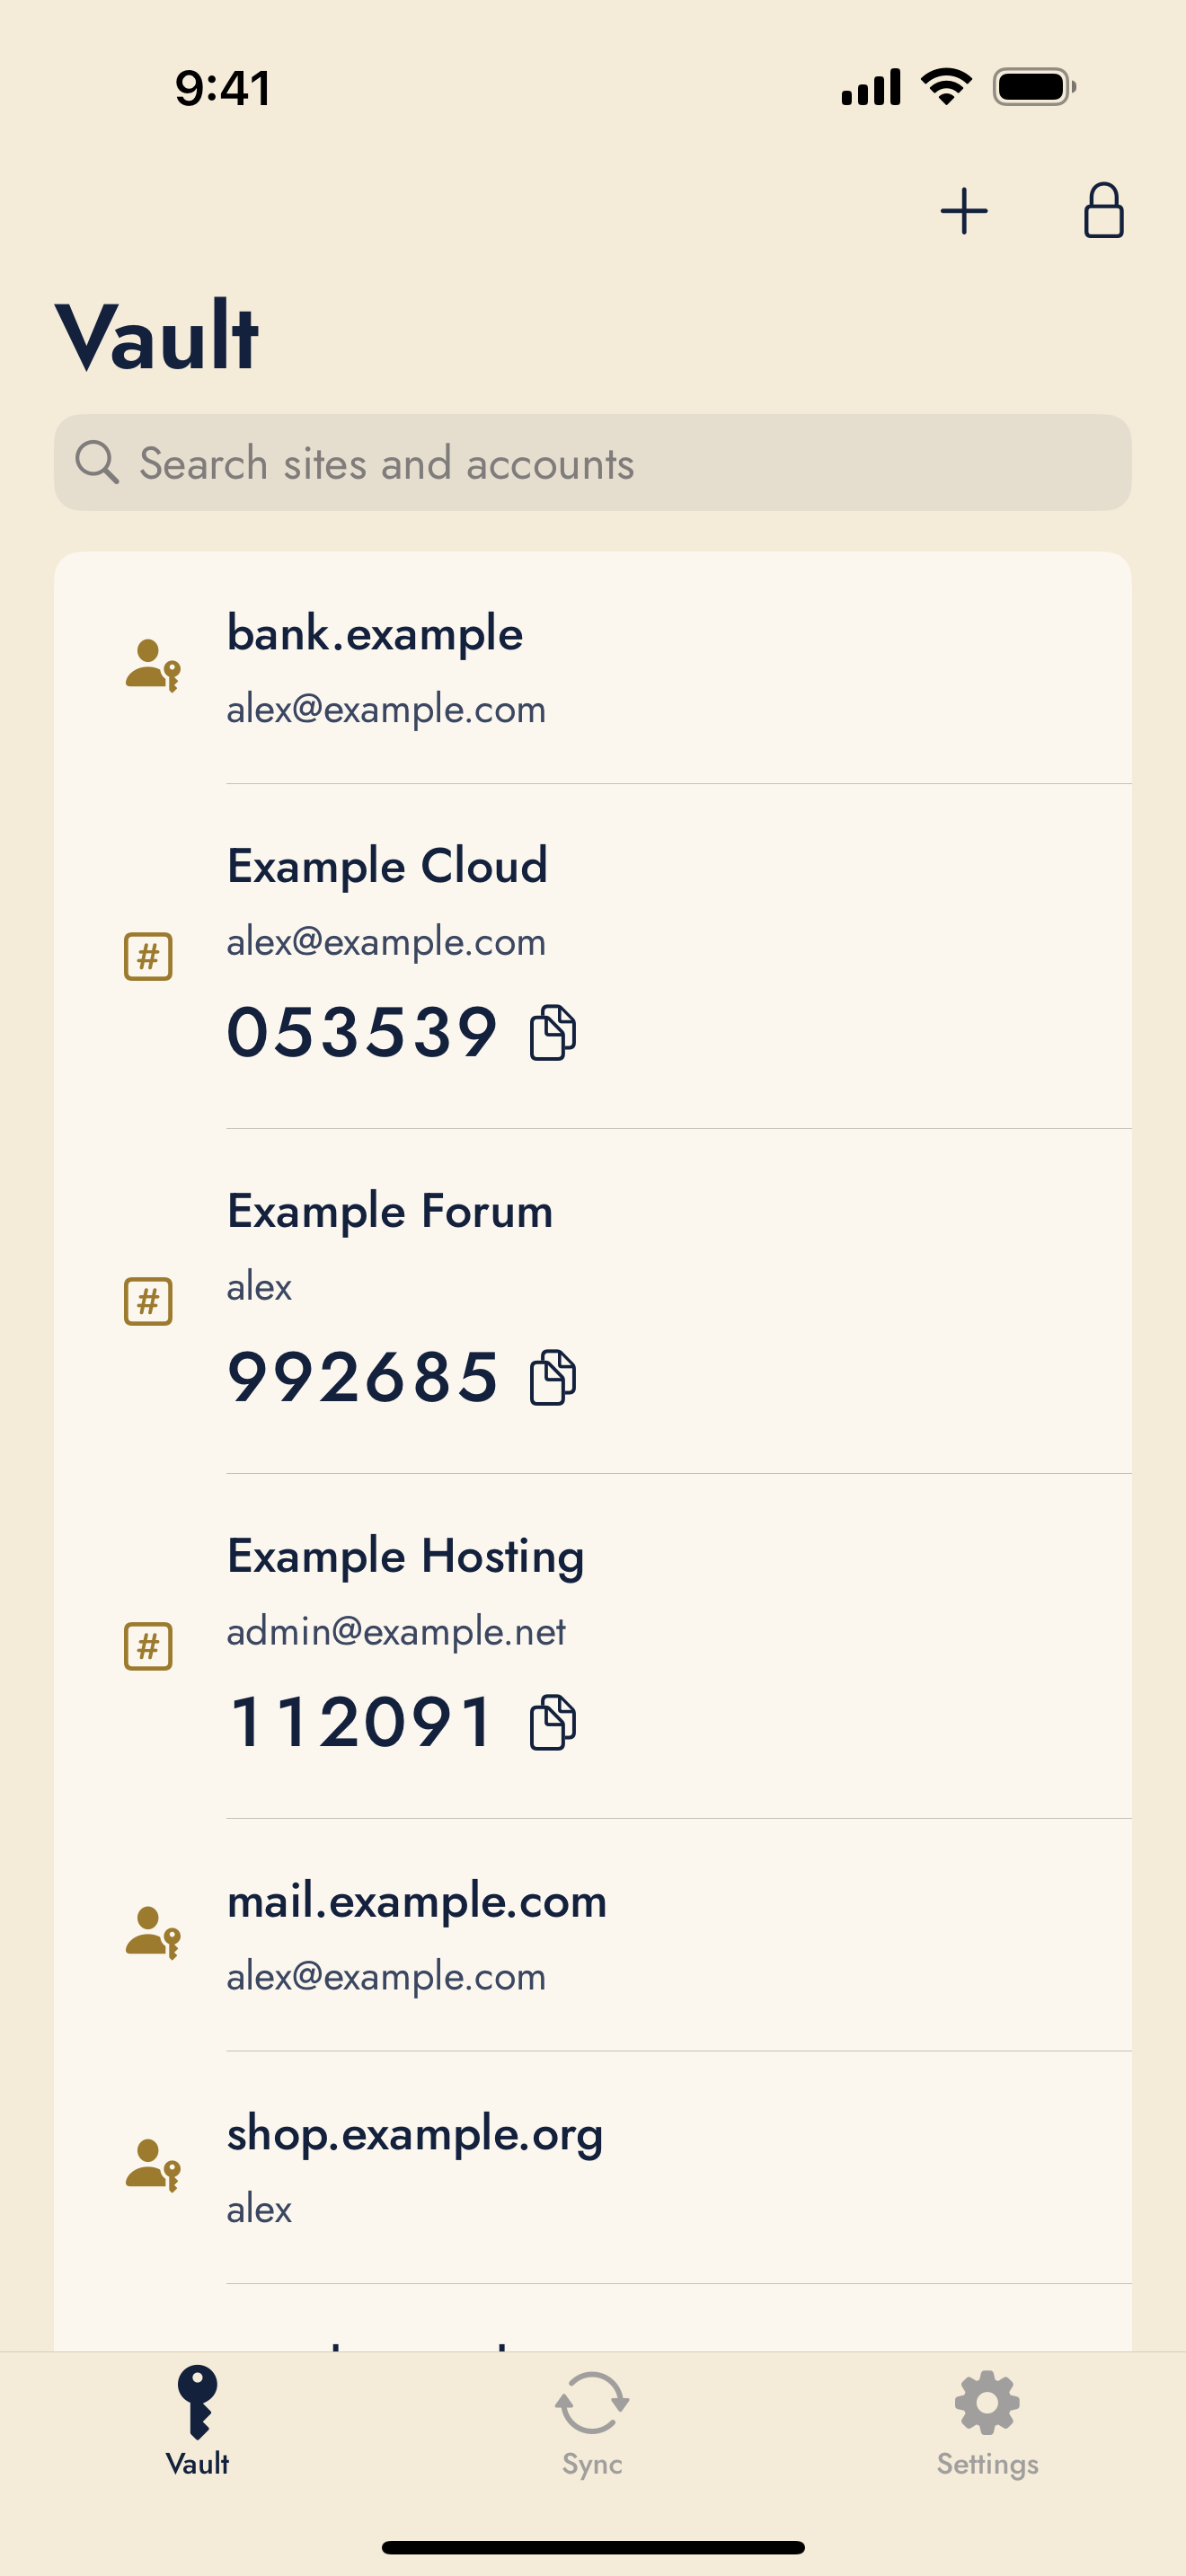 9:41
Vault
Search sites and accounts
bank.example
alex@example.com
Example Cloud
alex@example.com
053539
Example Forum
alex
992685
Example Hosting
admin@example.net
112091
mail.example.com
alex@example.com
shop.example.org
alex
Vault
Sync
Settings